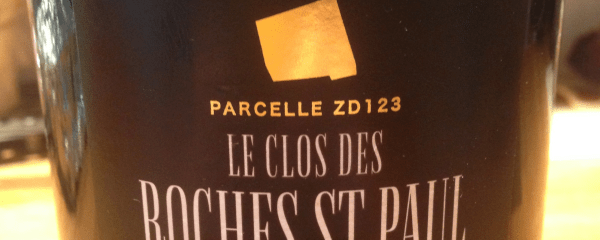 PARCELLE ZD123
LE CLOS DES
ROCHES ST PAUL